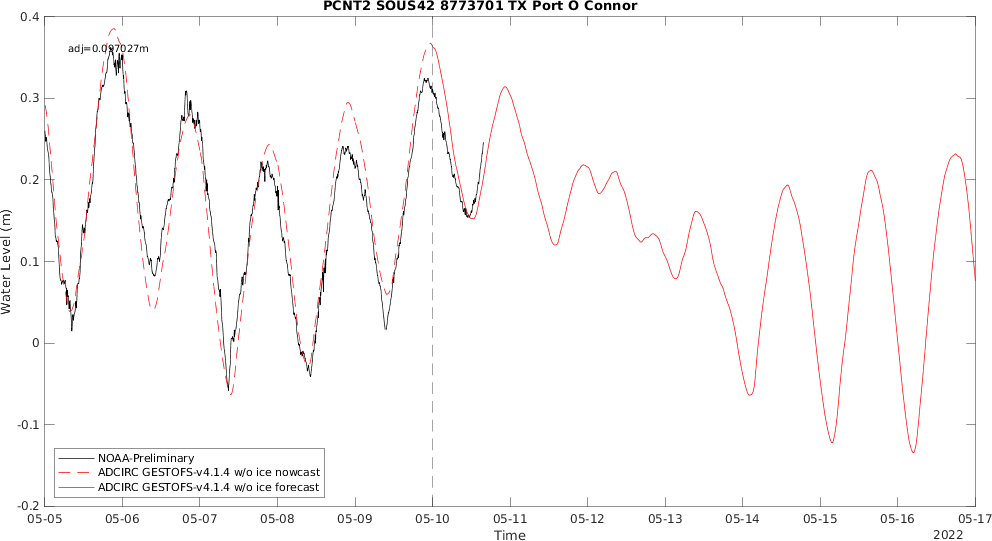 PCNT2 SOUS42 8773701 TX Port O Connor
adj=0.097027m
Water Level (m)
0.4
0.3
0.2
0.1
0
-0.1
-0.2
NOAA-Preliminary
ADCIRC GESTOFS-v4.1.4 w/o ice nowcast
ADCIRC GESTOFS-v4.1.4 w/o ice forecast
05-05 05-06 05-07 05-08 05-09 05-10 05-11 05-12 05-13 05-14 05-15 05-16 05-17
Time
2022